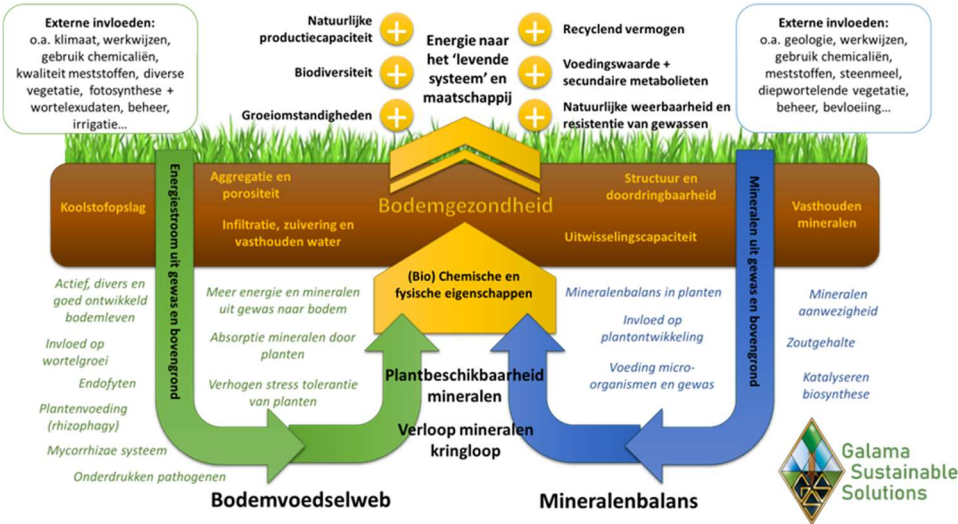 Externe invloeden:
o.a. klimaat, werkwijzen,
gebruik chemicaliën,
kwaliteit meststoffen, diverse
vegetatie, fotosynthese +
wortelexudaten, beheer,
irrigatie...
Natuurlijke
productiecapaciteit
Biodiversiteit
Groeiomstandigheden
Energie naar
het ‘levende
systeem’ en
maatschappij
Recyclend vermogen
Voedingswaarde +
secundaire metabolieten
Natuurlijke weerbaarheid en
resistentie van gewassen
Externe invloeden:
o.a. geologie, werkwijzen,
gebruik chemicaliën,
meststoffen, steenmeel,
diepwortelende vegetatie,
beheer, bevloeiing...
Koolstofopslag
Energiestroom uit gewas en bovengrond
Aggregatie en
porositeit
Infiltratie, zuivering en
vasthouden water
Bodemgezondheid
Structuur en
doordringbaarheid
Uitwisselingscapaciteit
Mineralen uit gewas en bovengrond
Vasthouden
mineralen
(Bio) Chemische en
fysische eigenschappen
Actief, divers en
goed ontwikkeld
bodemleven
Invloed op
wortelgroei
Endofyten
Plantenvoeding
(rhizophagy)
Mycorrhizae systeem
Onderdrukken pathogenen
Meer energie en mineralen
uit gewas naar bodem
Absorptie mineralen door
planten
Verhogen stress tolerantie
van planten
Plantbeschikbaarheid
mineralen
Verloop mineralen
kringloop
Mineralenbalans in planten
Invloed op
plantontwikkeling
Voeding micro-
organismen en gewas
Mineralen
aanwezigheid
Zoutgehalte
Katalyseren
biosynthese
Bodemvoedselweb
Mineralenbalans
Galama
Sustainable
Solutions